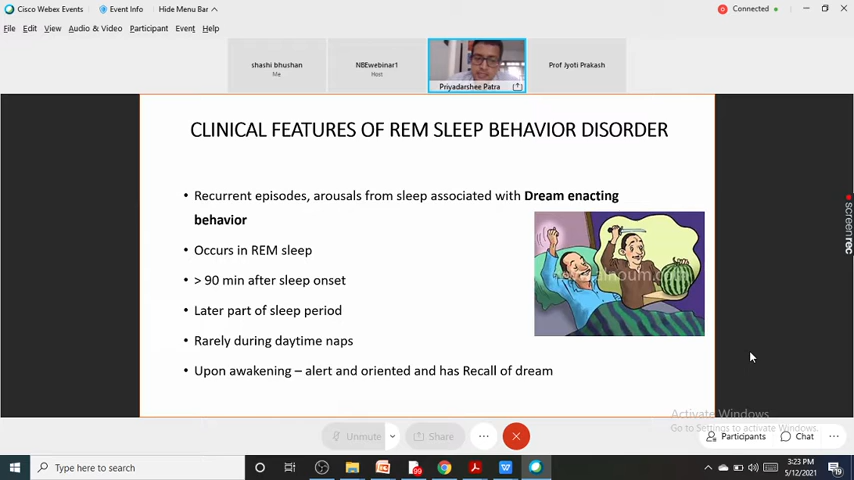 Cisco Webex Events
Event Info
Hide Menu Bar
Connected
File Edit View Audio & Video Participant Event Help
shashi bhushan
Me
NBEwebinar1
Host
Priyadarshee Patra
Prof Jyoti Prakash
CLINICAL FEATURES OF REM SLEEP BEHAVIOR DISORDER
• Recurrent episodes, arousals from sleep associated with Dream enacting
behavior
• Occurs in REM sleep
• > 90 min after sleep onset
• Later part of sleep period
• Rarely during daytime naps
• Upon awakening – alert and oriented and has Recall of dream
screenrec
Activate Windows
Go to Settings to activate Windows.
Unmute
Share
Participants
Chat
Type here to search
99
3:23 PM
5/12/2021
19